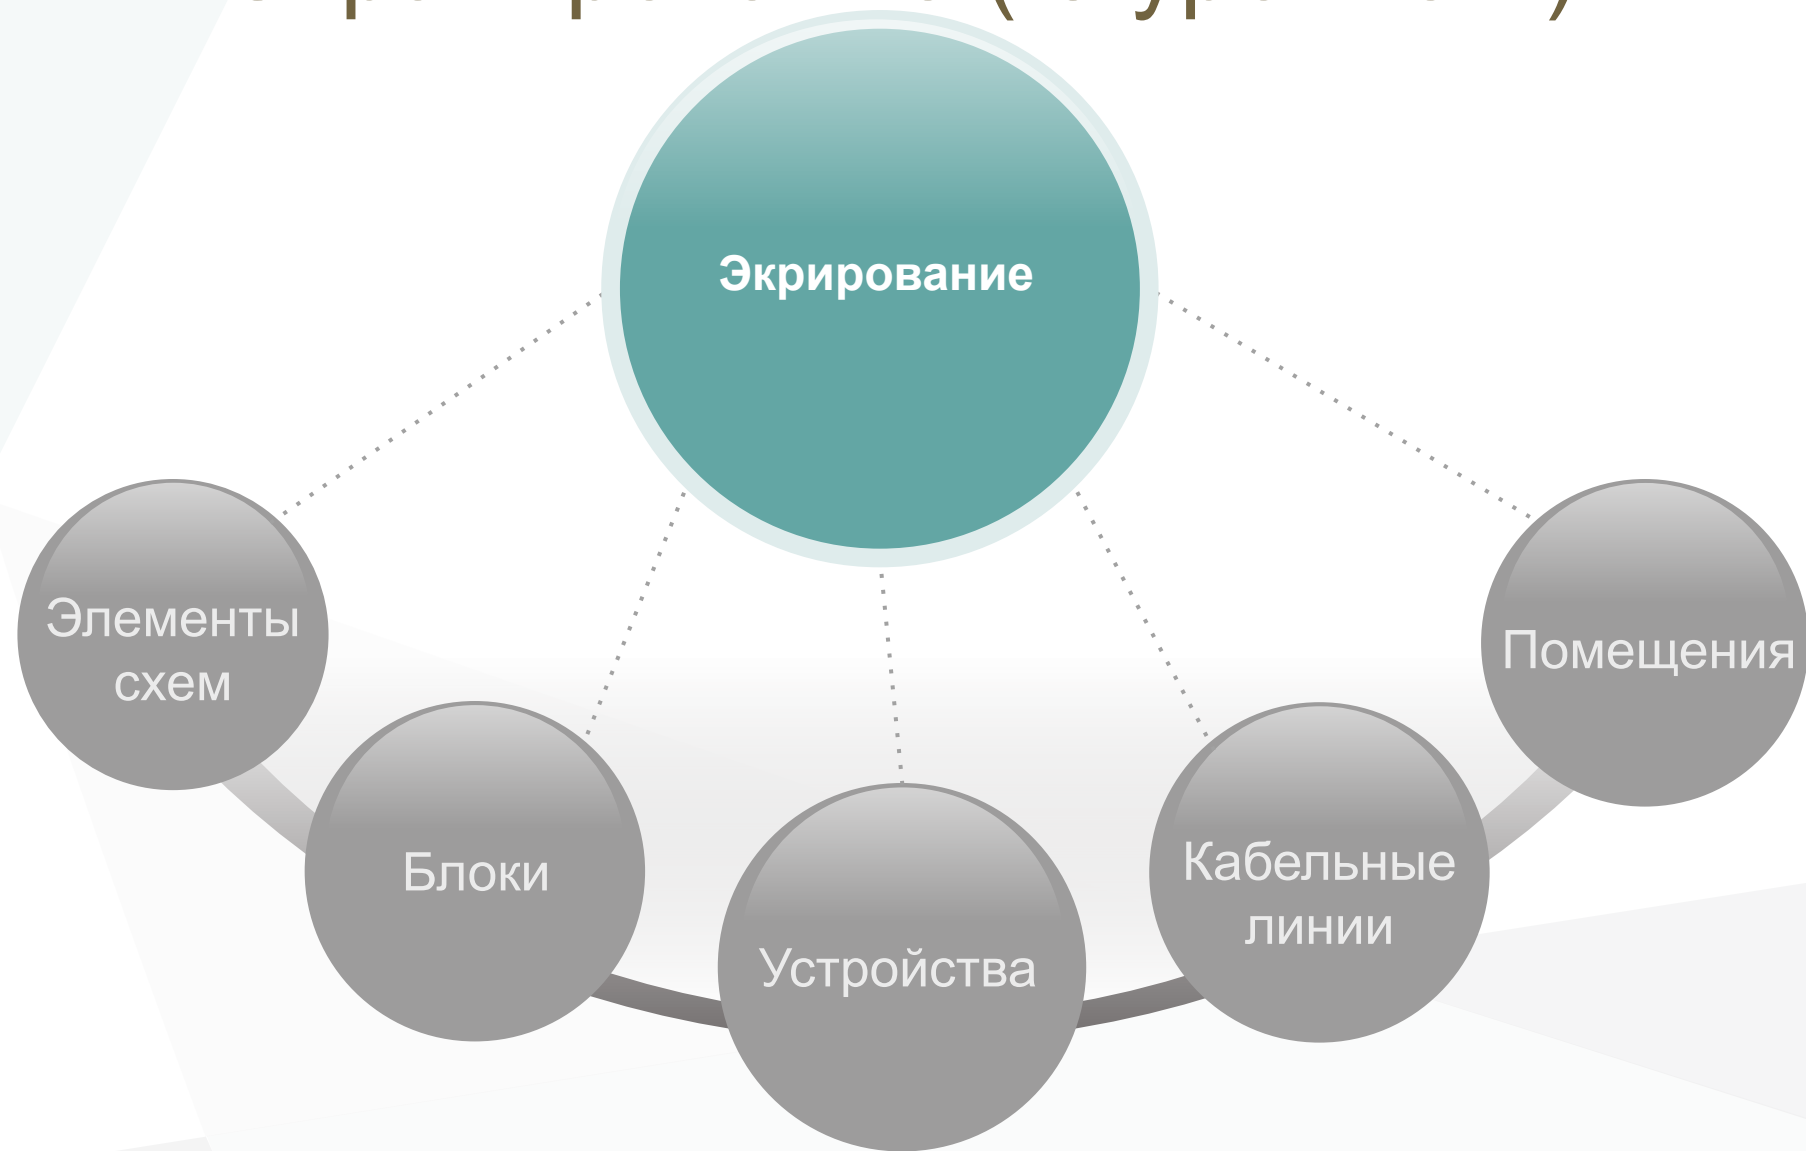 Экрирование
Элементы
схем
Блоки
Устройства
Кабельные
линии
Помещения